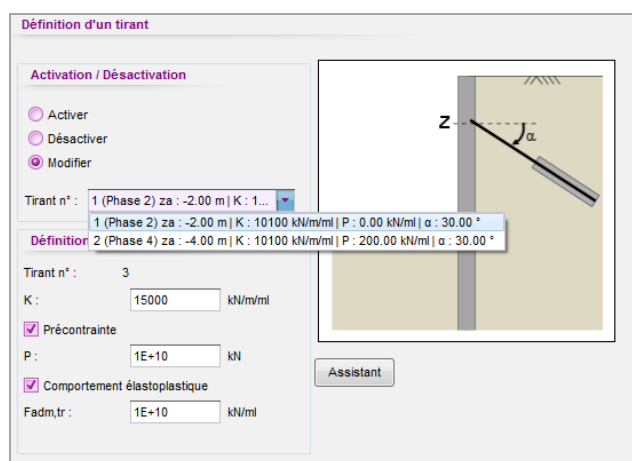 Définition d'un tirant
Activation / Désactivation
Activer
Désactiver
Modifier
Tirant n° : 1 (Phase 2) za : -2.00 m | K : 1...
1 (Phase 2) za : -2.00 m | K : 10100 kN/m/ml | P : 0.00 kN/ml | α : 30.00 °
2 (Phase 4) za : -4.00 m | K : 10100 kN/m/ml | P : 200.00 kN/ml | α : 30.00 °
Définition
Tirant n° : 3
K : 15000 kN/m/ml
Précontrainte
P : 1E+10 kN
Comportement élastoplastique
Fadm,tr : 1E+10 kN/ml
Z
α
Assistant